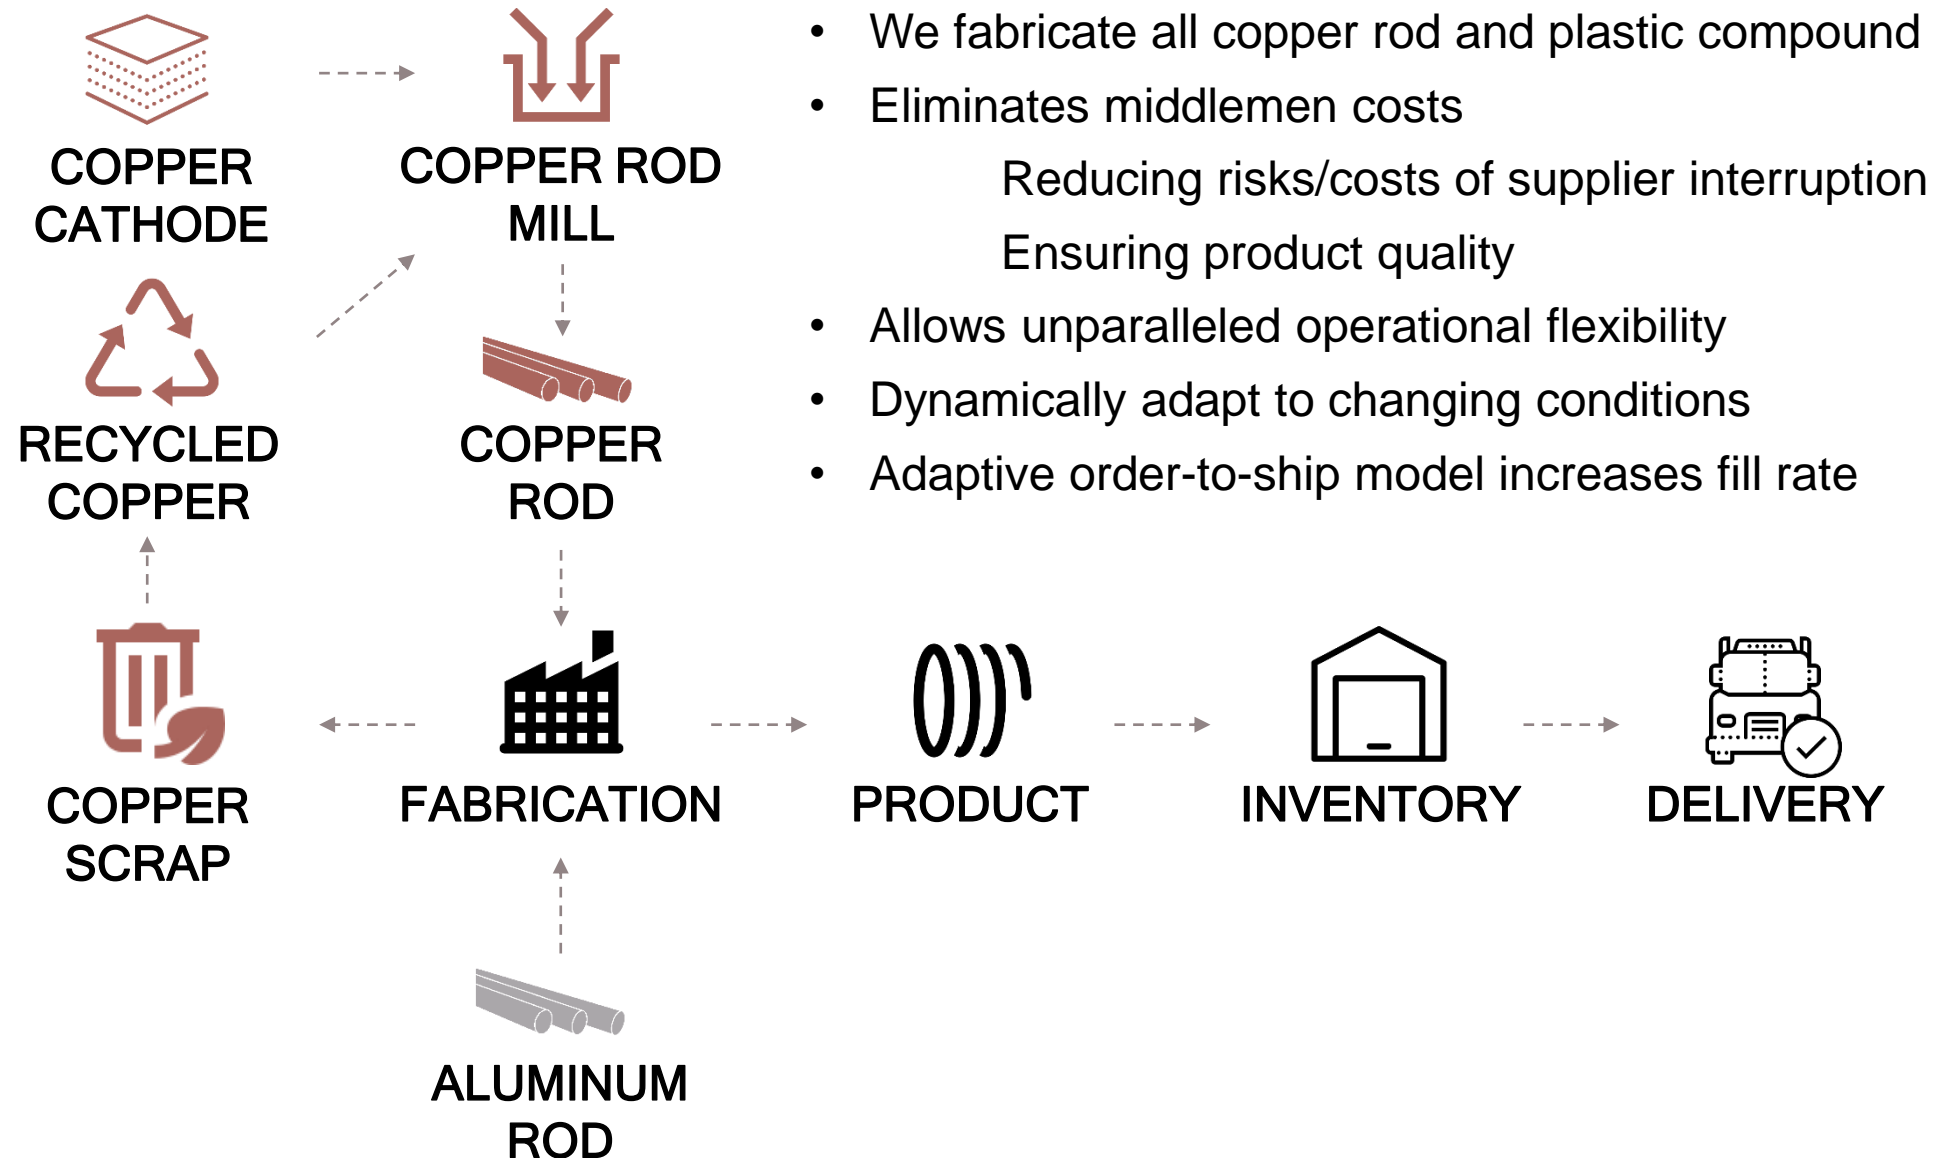 • We fabricate all copper rod and plastic compound
• Eliminates middlemen costs
Reducing risks/costs of supplier interruption
Ensuring product quality
• Allows unparalleled operational flexibility
• Dynamically adapt to changing conditions
• Adaptive order-to-ship model increases fill rate
COPPER
CATHODE
COPPER ROD
MILL
RECYCLED
COPPER
COPPER
ROD
COPPER
SCRAP
FABRICATION
PRODUCT
INVENTORY
DELIVERY
ALUMINUM
ROD